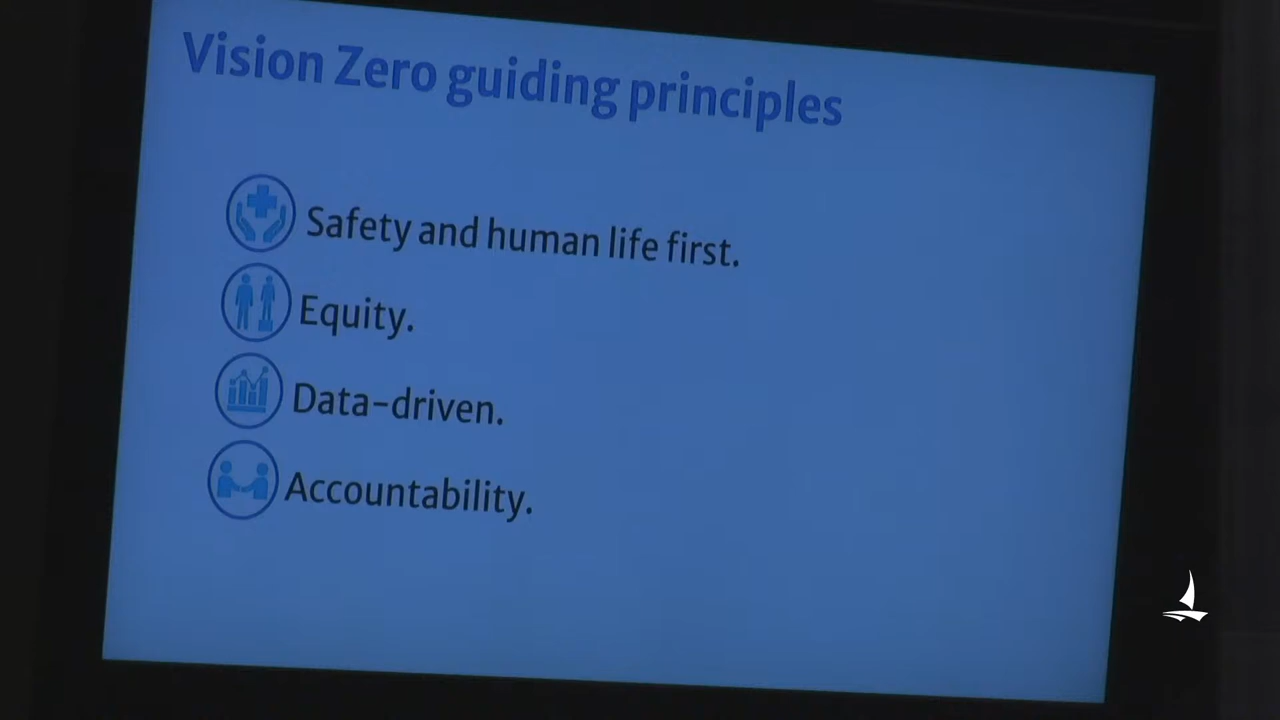 Vision Zero guiding principles
Safety and human life first.
Equity.
Data-driven.
Accountability.